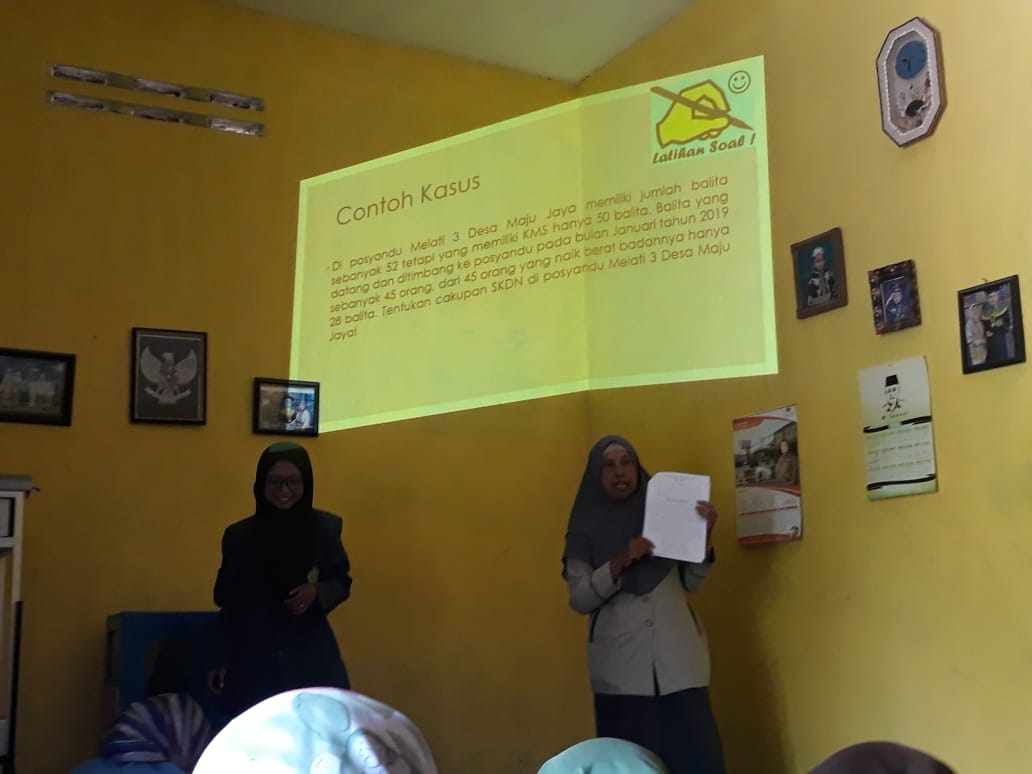 Latihan Soal !
Contoh Kasus
Di posyandu Melati 3 Desa Maju Jaya memiliki jumlah balita
sebanyak 52 tetapi yang memiliki KMS hanya 50 balita. Balita yang
datang dan ditimbang ke posyandu pada bulan Januari tahun 2019
sebanyak 45 orang, dari 45 orang yang naik berat badannya hanya
28 balita. Tentukan cakupan SKDN di posyandu Melati 3 Desa Maju
Jaya!